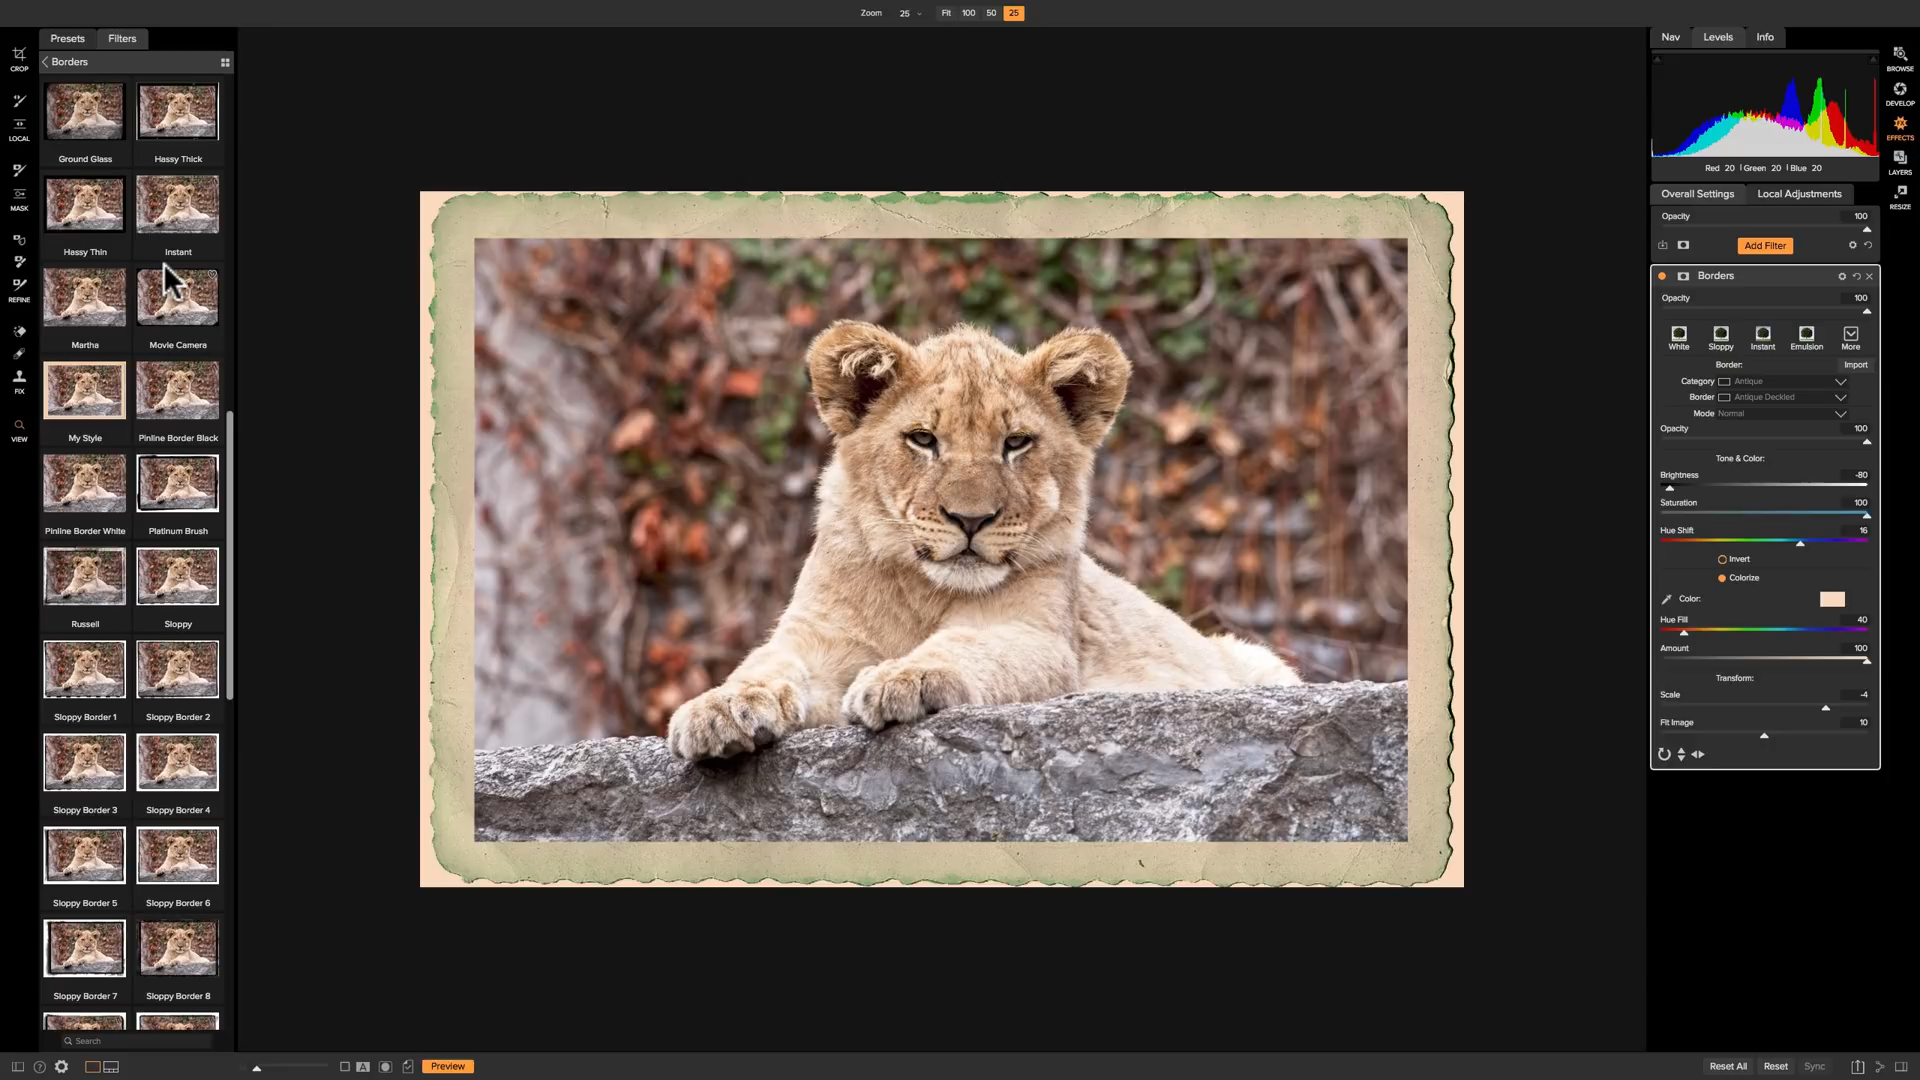 Zoom 25 Fit 100 50 25
Presets Filters
Borders
Ground Glass Hassy Thick
Hassy Thin Instant
Martha Movie Camera
My Style Pinline Border Black
Pinline Border White Platinum Brush
Russell Sloppy
Sloppy Border 1 Sloppy Border 2
Sloppy Border 3 Sloppy Border 4
Sloppy Border 5 Sloppy Border 6
Sloppy Border 7 Sloppy Border 8
Search
CROP
LOCAL
MASK
REFINE
FIX
VIEW
A
Preview
Nav Levels Info
Red 20 Green 20 Blue 20
Overall Settings Local Adjustments
Opacity 100
Add Filter
Borders
Opacity 100
White Sloppy Instant Emulsion More
Border: Import
Category Antique
Border Antique Deckled
Mode Normal
Opacity 100
Tone & Color:
Brightness -80
Saturation 100
Hue Shift 16
Invert
Colorize
Color:
Hue Fill 40
Amount 100
Transform:
Scale -4
Fit Image 10
BROWSE
DEVELOP
EFFECTS
LAYERS
RESIZE
Reset All Reset Sync